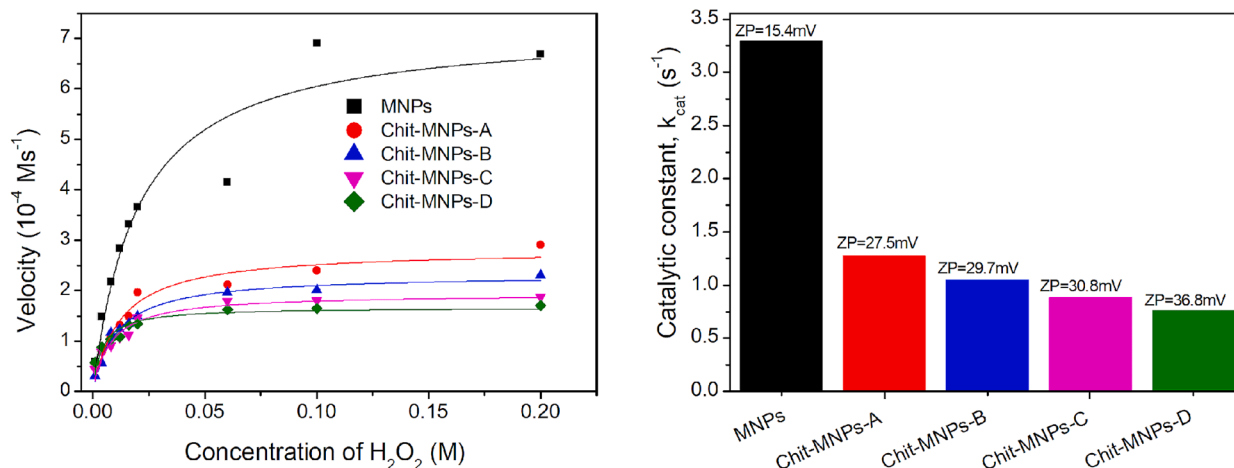 7
6
5
4
3
2
1
0
Velocity (10⁻⁴ Ms⁻¹)
MNPs
Chit-MNPs-A
Chit-MNPs-B
Chit-MNPs-C
Chit-MNPs-D
0.00 0.05 0.10 0.15 0.20
Concentration of H₂O₂ (M)
3.5
3.0
2.5
2.0
1.5
1.0
0.5
0.0
Catalytic constant, k_cat (s⁻¹)
ZP=15.4mV
ZP=27.5mV
ZP=29.7mV
ZP=30.8mV
ZP=36.8mV
MNPs
Chit-MNPs-A
Chit-MNPs-B
Chit-MNPs-C
Chit-MNPs-D